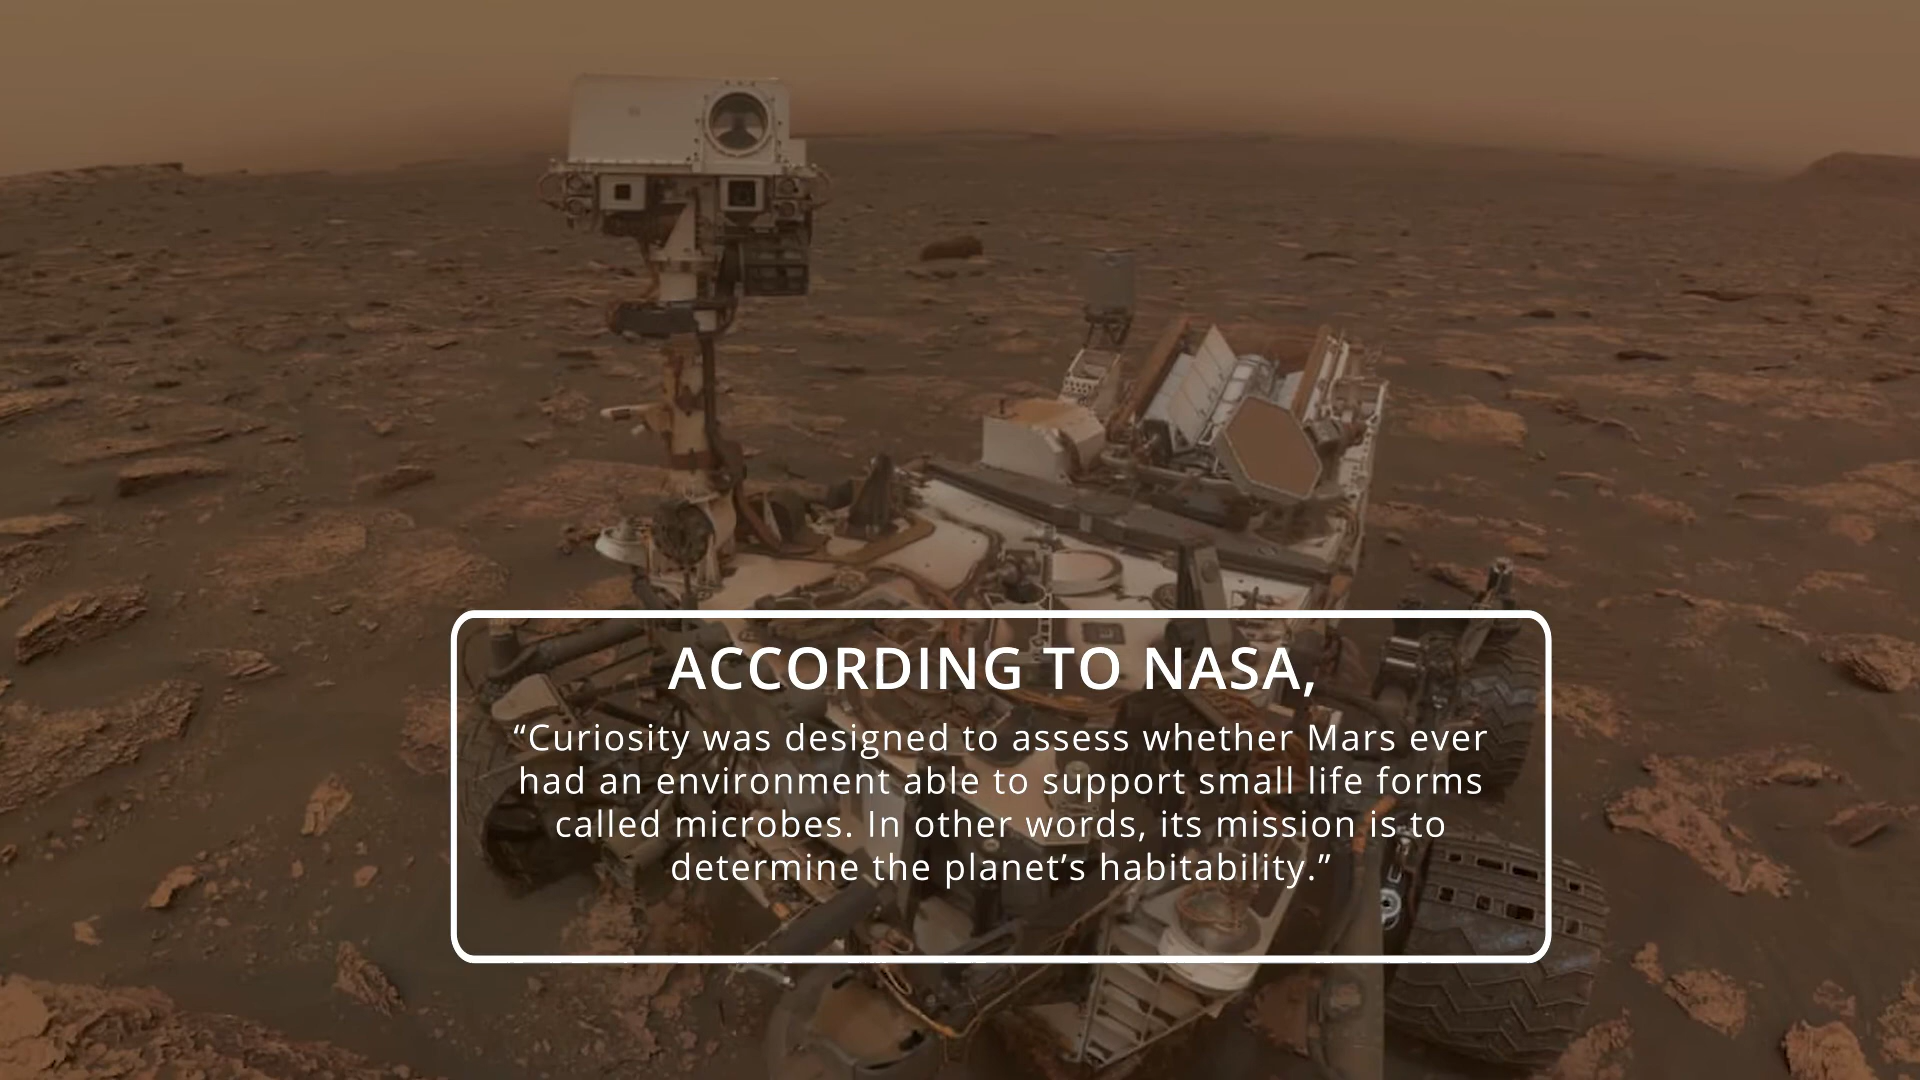 ACCORDING TO NASA,
“Curiosity was designed to assess whether Mars ever
had an environment able to support small life forms
called microbes. In other words, its mission is to
determine the planet’s habitability.”